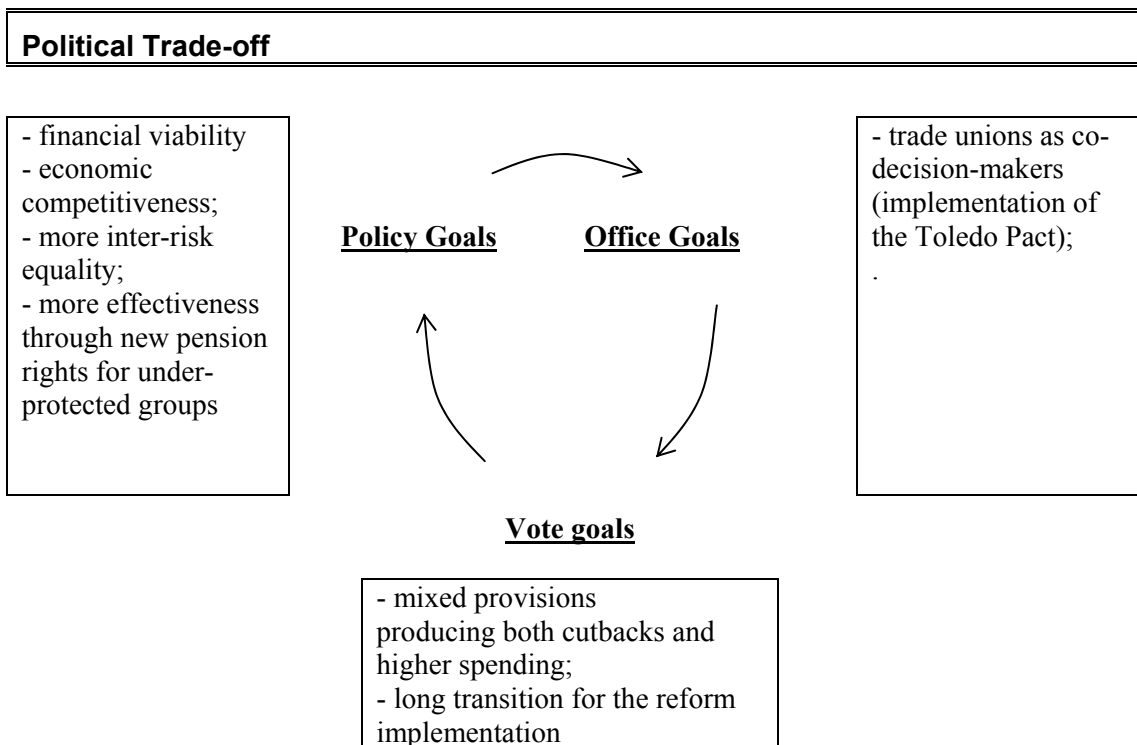 Political Trade-off
- financial viability
- economic
competitiveness;
- more inter-risk
equality;
- more effectiveness
through new pension
rights for under-
protected groups
Policy Goals
Office Goals
- trade unions as co-
decision-makers
(implementation of
the Toledo Pact);
.
Vote goals
- mixed provisions
producing both cutbacks and
higher spending;
- long transition for the reform
implementation